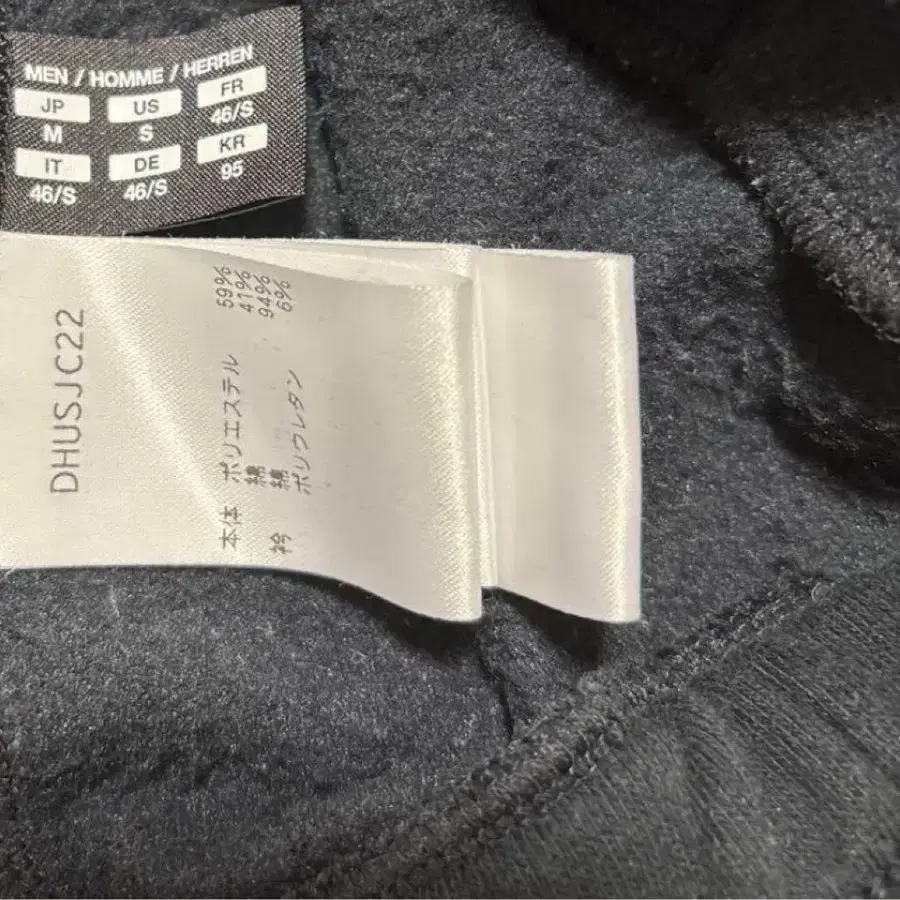 MEN / HOMME / HERREN
JP US FR
M S 46/S
IT DE KR
46/S 46/S 95
DHUSJC22
本体 ポリエステル 59%
綿 41%
衿 綿 94%
ポリウレタン 6%